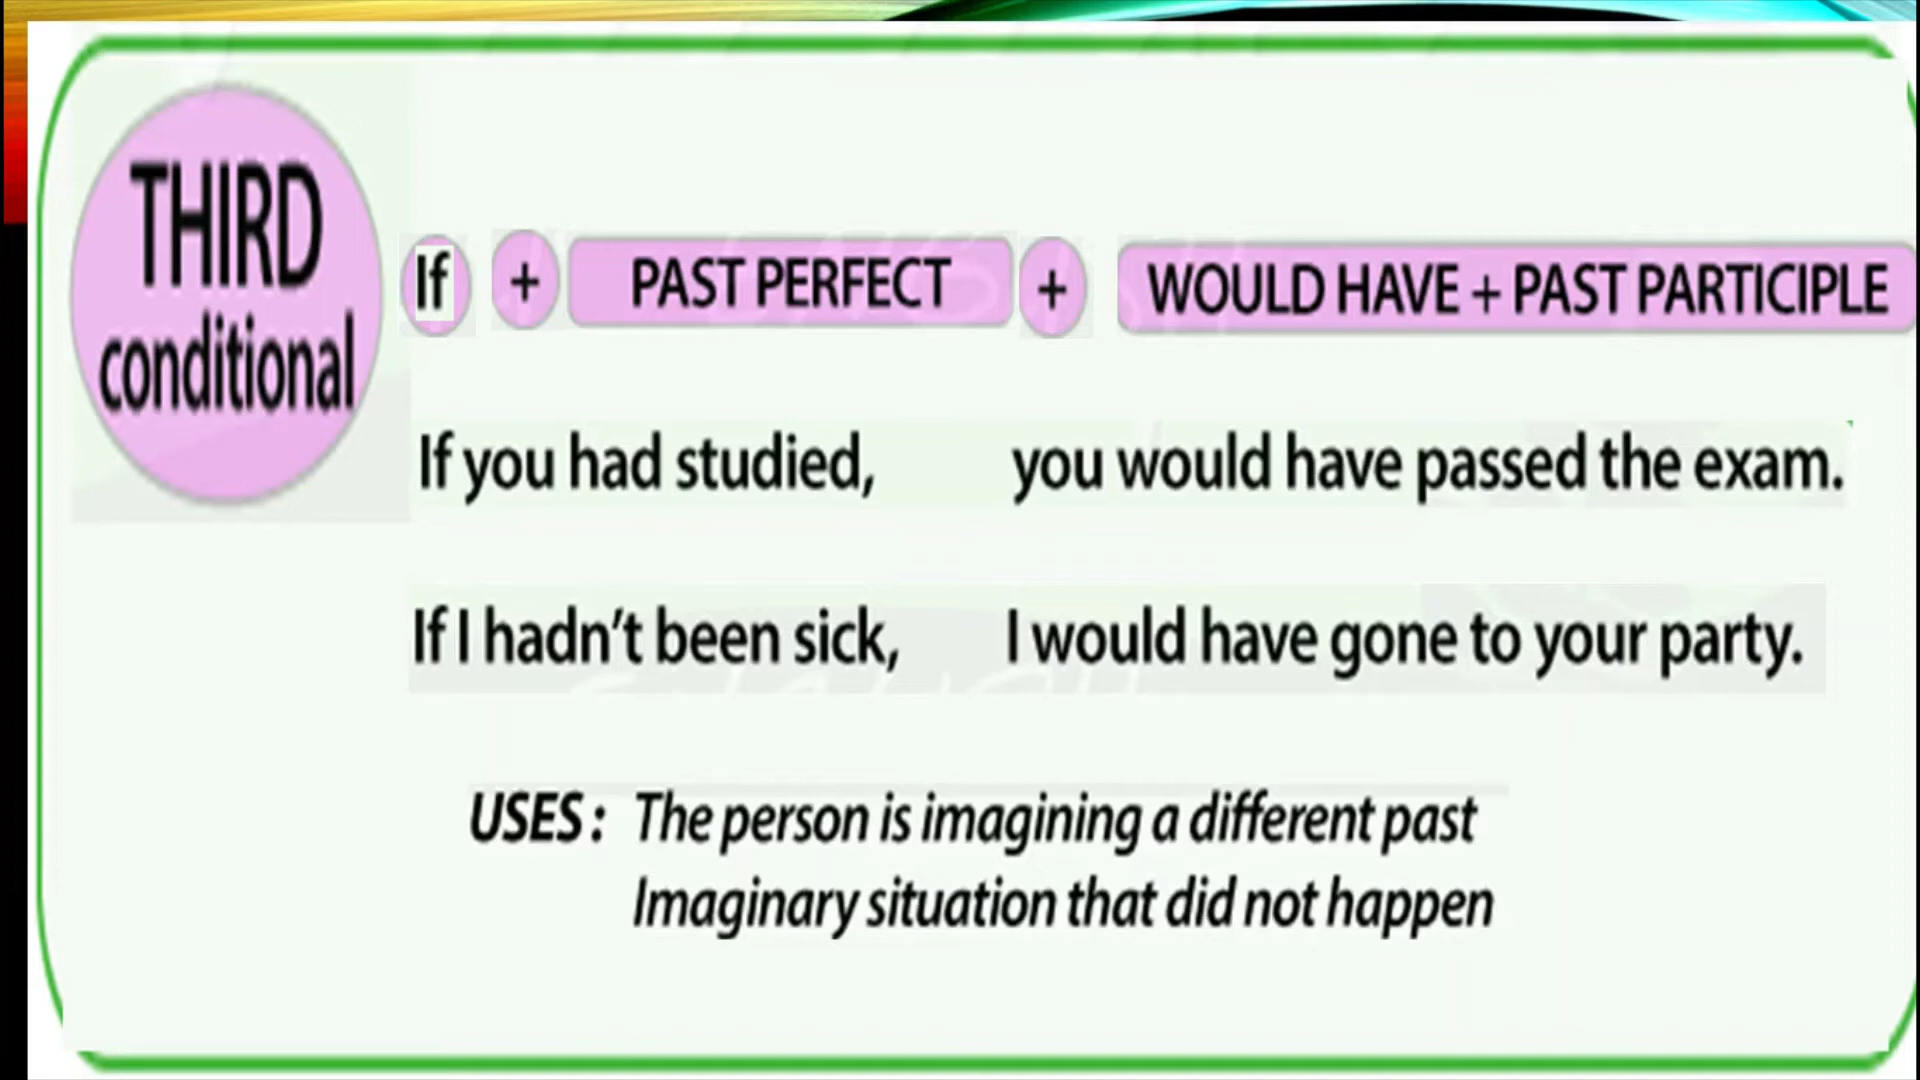 THIRD
conditional
If + PAST PERFECT + WOULD HAVE + PAST PARTICIPLE
If you had studied, you would have passed the exam.
If I hadn't been sick, I would have gone to your party.
USES : The person is imagining a different past
Imaginary situation that did not happen